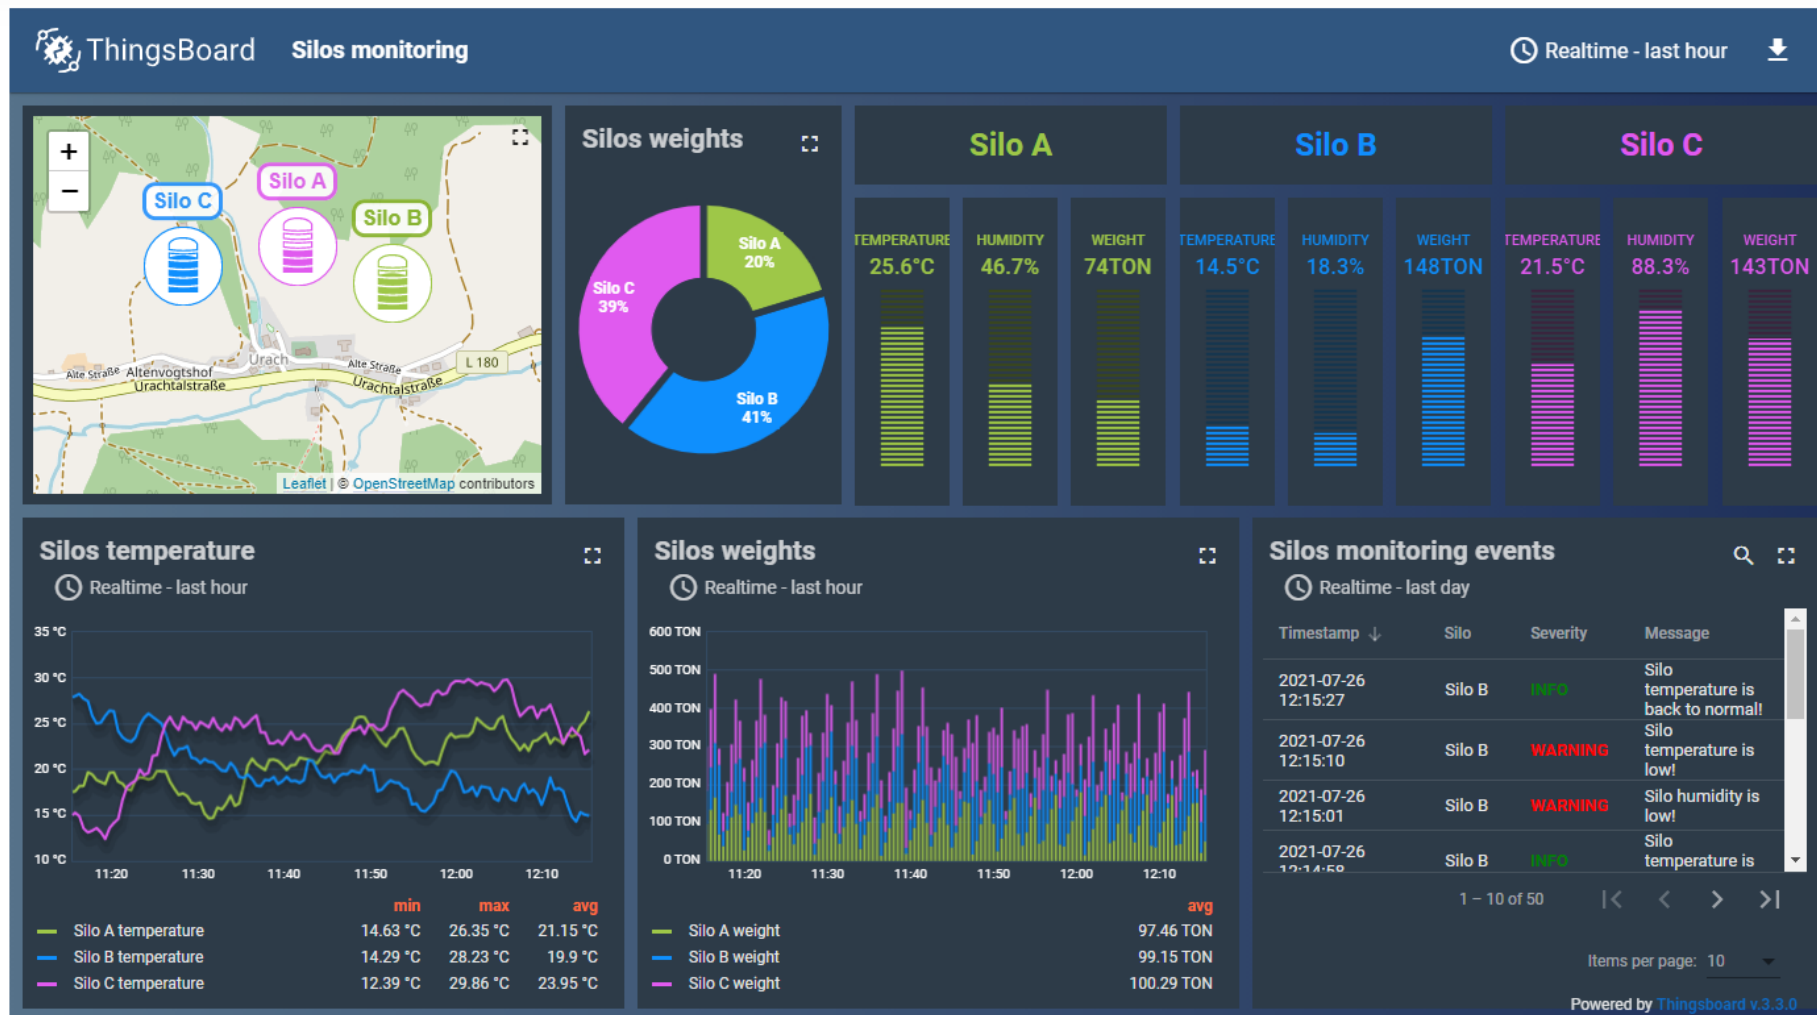 ThingsBoard Silos monitoring Realtime - last hour
+
−
Silo C
Silo A
Silo B
Urach
Alte Straße
Altenvogtshof
Urachtalstraße
Alte Straße
Urachtalstraße
L 180
Leaflet | © OpenStreetMap contributors
Silos weights
Silo A
20%
Silo C
39%
Silo B
41%
Silo A
TEMPERATURE HUMIDITY WEIGHT
25.6°C 46.7% 74TON
Silo B
TEMPERATURE HUMIDITY WEIGHT
14.5°C 18.3% 148TON
Silo C
TEMPERATURE HUMIDITY WEIGHT
21.5°C 88.3% 143TON
Silos temperature
Realtime - last hour
35 °C
30 °C
25 °C
20 °C
15 °C
10 °C
11:20 11:30 11:40 11:50 12:00 12:10
min max avg
Silo A temperature 14.63 °C 26.35 °C 21.15 °C
Silo B temperature 14.29 °C 28.23 °C 19.9 °C
Silo C temperature 12.39 °C 29.86 °C 23.95 °C
Silos weights
Realtime - last hour
600 TON
500 TON
400 TON
300 TON
200 TON
100 TON
0 TON
11:20 11:30 11:40 11:50 12:00 12:10
avg
Silo A weight 97.46 TON
Silo B weight 99.15 TON
Silo C weight 100.29 TON
Silos monitoring events
Realtime - last day
Timestamp Silo Severity Message
2021-07-26
12:15:27
Silo B INFO
Silo
temperature is
back to normal!
2021-07-26
12:15:10
Silo B WARNING
Silo
temperature is
low!
2021-07-26
12:15:01
Silo B WARNING
Silo humidity is
low!
2021-07-26
12:14:58
Silo B INFO
Silo
temperature is
1 – 10 of 50
Items per page: 10
Powered by Thingsboard v.3.3.0